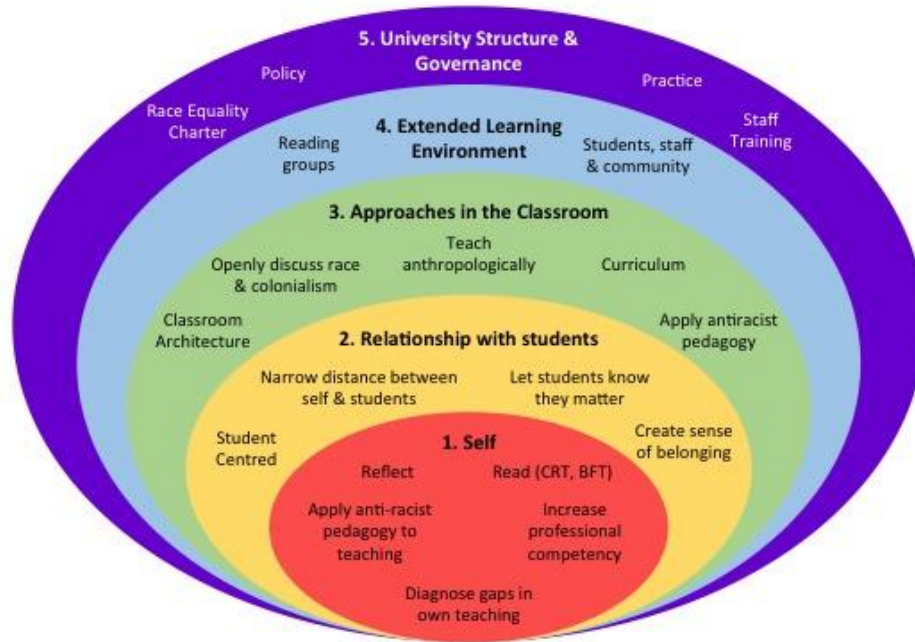 5. University Structure &
Governance
Policy
Practice
Race Equality
Charter
Staff
Training
4. Extended Learning
Environment
Reading
groups
Students, staff
& community
3. Approaches in the Classroom
Teach
anthropologically
Openly discuss race
& colonialism
Curriculum
Classroom
Architecture
Apply antiracist
pedagogy
2. Relationship with students
Narrow distance between
self & students
Let students know
they matter
Student
Centred
Create sense
of belonging
1. Self
Reflect
Read (CRT, BFT)
Apply anti-racist
pedagogy to
teaching
Increase
professional
competency
Diagnose gaps in
own teaching